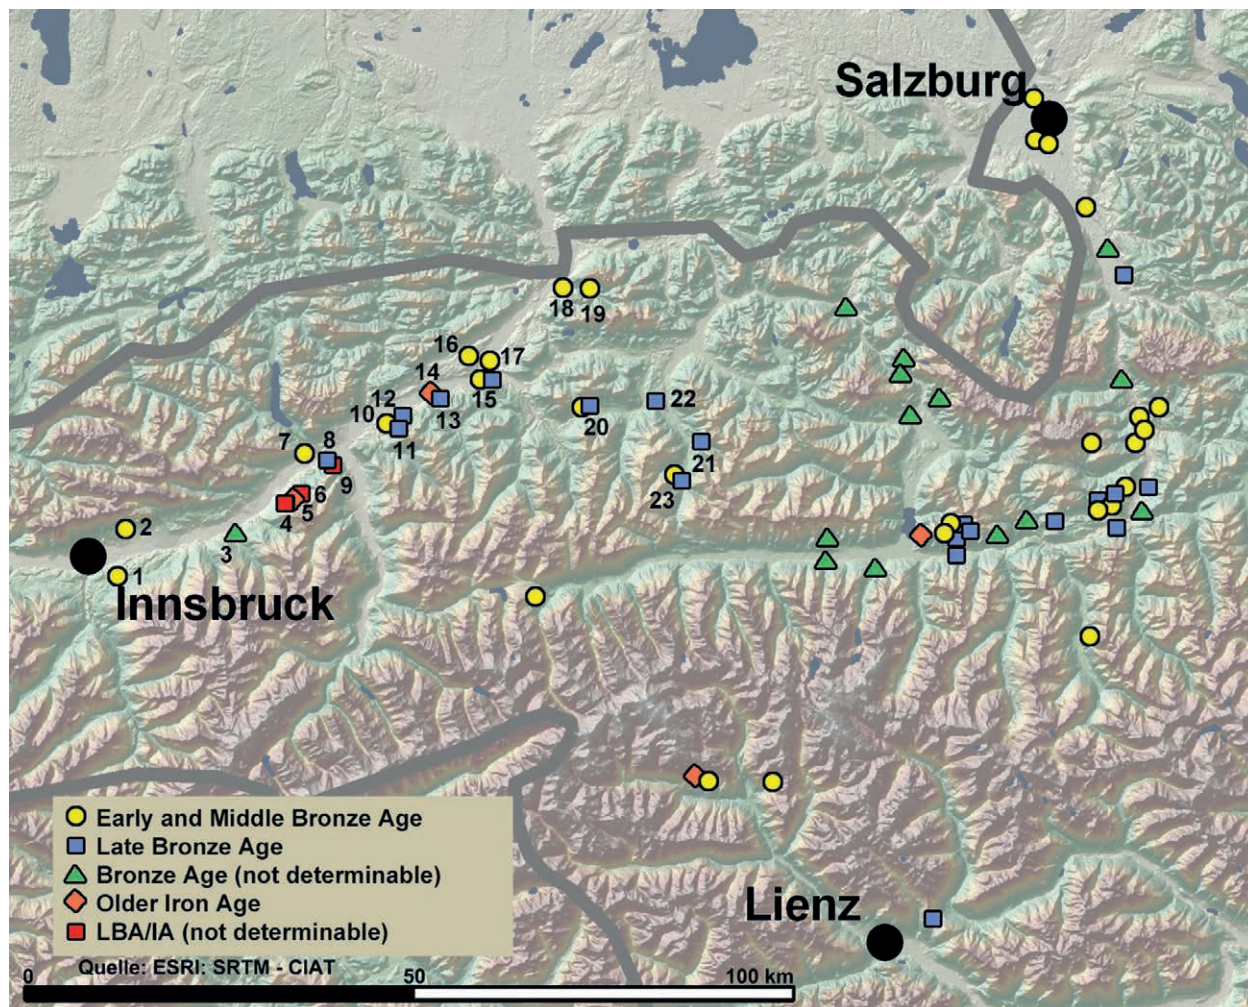 Salzburg
18
19
16
17
14
15
12
13
10
11
20
22
21
23
7
8
9
6
5
4
3
2
1
Innsbruck
Early and Middle Bronze Age
Late Bronze Age
Bronze Age (not determinable)
Older Iron Age
LBA/IA (not determinable)
Lienz
Quelle: ESRI: SRTM - CIAT
0 50 100 km